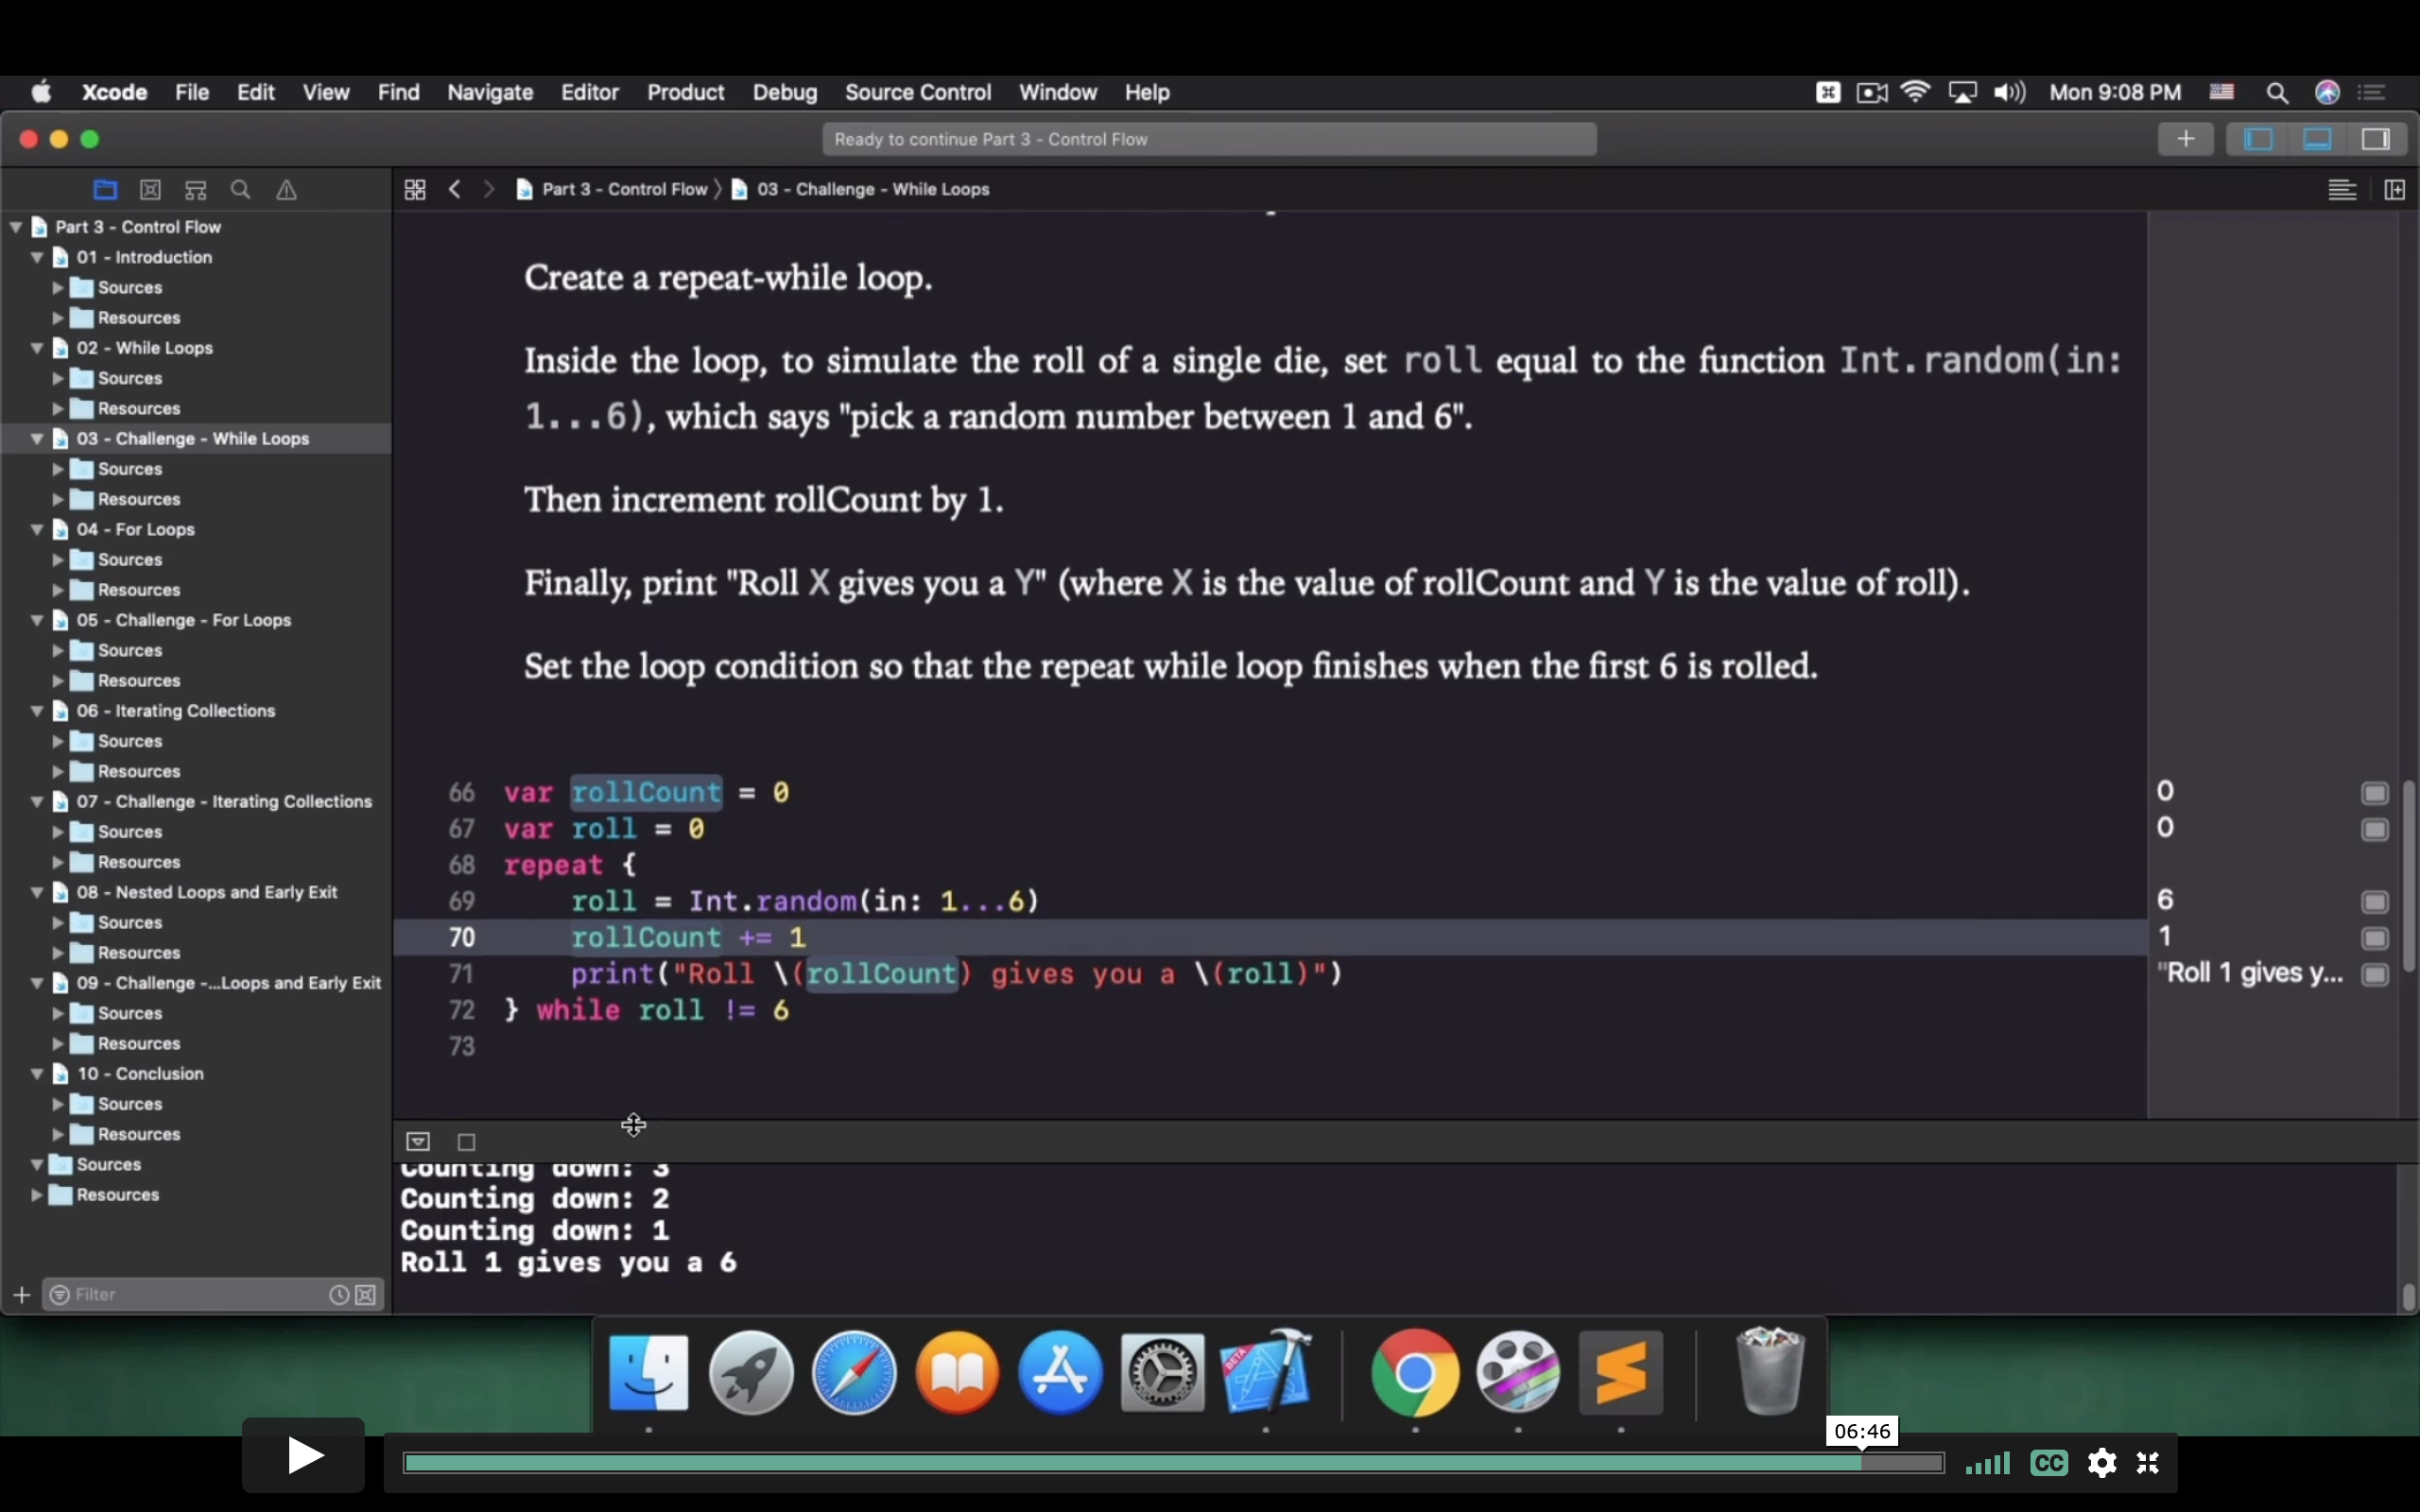 Xcode File Edit View Find Navigate Editor Product Debug Source Control Window Help Mon 9:08 PM
Ready to continue Part 3 - Control Flow
Part 3 - Control Flow 03 - Challenge - While Loops
Part 3 - Control Flow
01 - Introduction
Sources
Resources
02 - While Loops
Sources
Resources
03 - Challenge - While Loops
Sources
Resources
04 - For Loops
Sources
Resources
05 - Challenge - For Loops
Sources
Resources
06 - Iterating Collections
Sources
Resources
07 - Challenge - Iterating Collections
Sources
Resources
08 - Nested Loops and Early Exit
Sources
Resources
09 - Challenge -...Loops and Early Exit
Sources
Resources
10 - Conclusion
Sources
Resources
Sources
Resources
Filter
Create a repeat-while loop.
Inside the loop, to simulate the roll of a single die, set roll equal to the function Int.random(in:
1...6), which says "pick a random number between 1 and 6".
Then increment rollCount by 1.
Finally, print "Roll X gives you a Y" (where X is the value of rollCount and Y is the value of roll).
Set the loop condition so that the repeat while loop finishes when the first 6 is rolled.
66 var rollCount = 0
67 var roll = 0
68 repeat {
69 roll = Int.random(in: 1...6)
70 rollCount += 1
71 print("Roll \(rollCount) gives you a \(roll)")
72 } while roll != 6
73
0
0
6
1
"Roll 1 gives y...
Counting down: 3
Counting down: 2
Counting down: 1
Roll 1 gives you a 6
BETA
06:46
CC